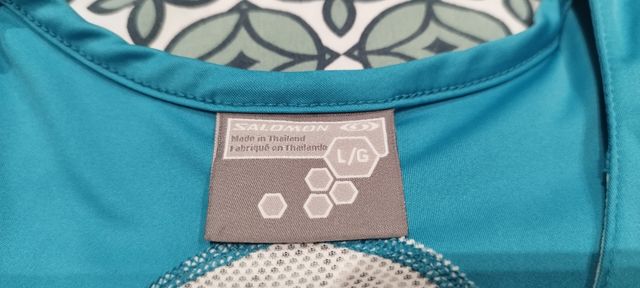 SALOMON
Made in Thailand
Fabriqué en Thaïlande
L/G